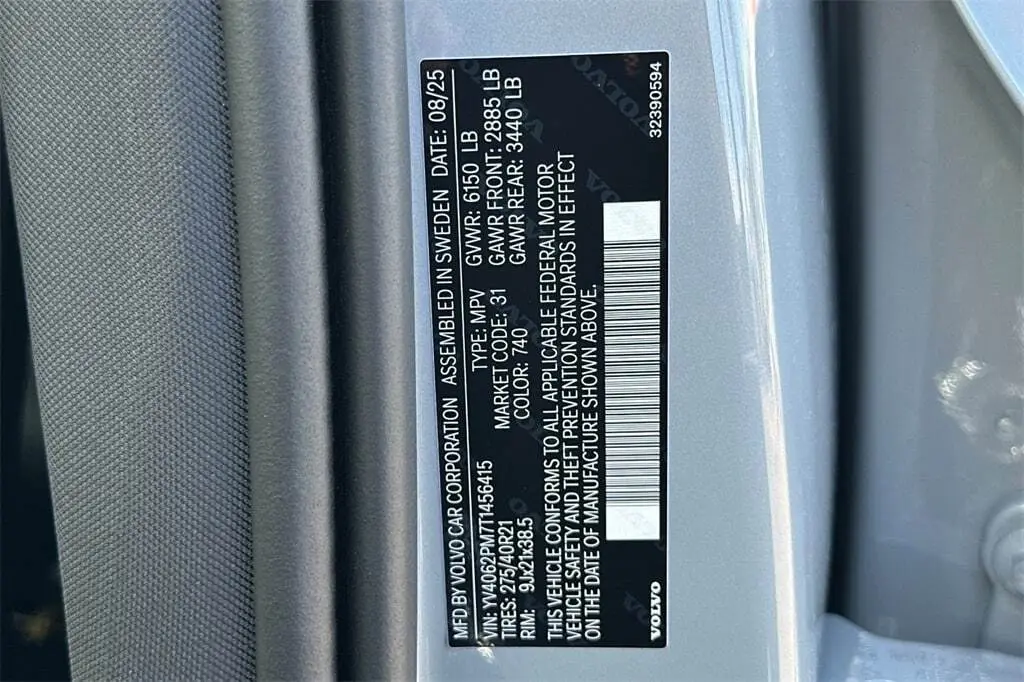 MFD BY VOLVO CAR CORPORATION ASSEMBLED IN SWEDEN DATE: 08/25
VIN: YV4062PM7T1456415 TYPE: MPV GVWR: 6150 LB
TIRES: 275/40R21 MARKET CODE: 31 GAWR FRONT: 2885 LB
RIM: 9Jx21x38.5 COLOR: 740 GAWR REAR: 3440 LB
THIS VEHICLE CONFORMS TO ALL APPLICABLE FEDERAL MOTOR
VEHICLE SAFETY AND THEFT PREVENTION STANDARDS IN EFFECT
ON THE DATE OF MANUFACTURE SHOWN ABOVE.
VOLVO 32390594